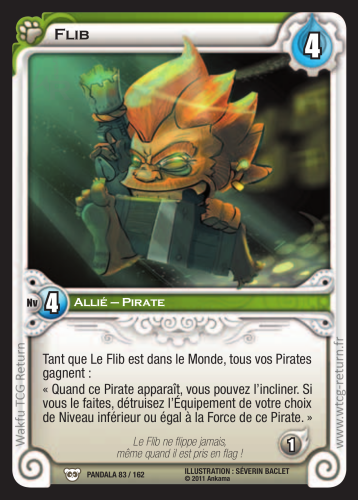 Flib
4
Nv 4 Allié – Pirate
Tant que Le Flib est dans le Monde, tous vos Pirates
gagnent :
« Quand ce Pirate apparaît, vous pouvez l'incliner. Si
vous le faites, détruisez l'Équipement de votre choix
de Niveau inférieur ou égal à la Force de ce Pirate. »
Le Flib ne flippe jamais,
même quand il est pris en flag !
1
PANDALA 83 / 162
ILLUSTRATION : SÉVERIN BACLET
© 2011 Ankama
Wakfu TCG Return
www.wtcg-return.fr